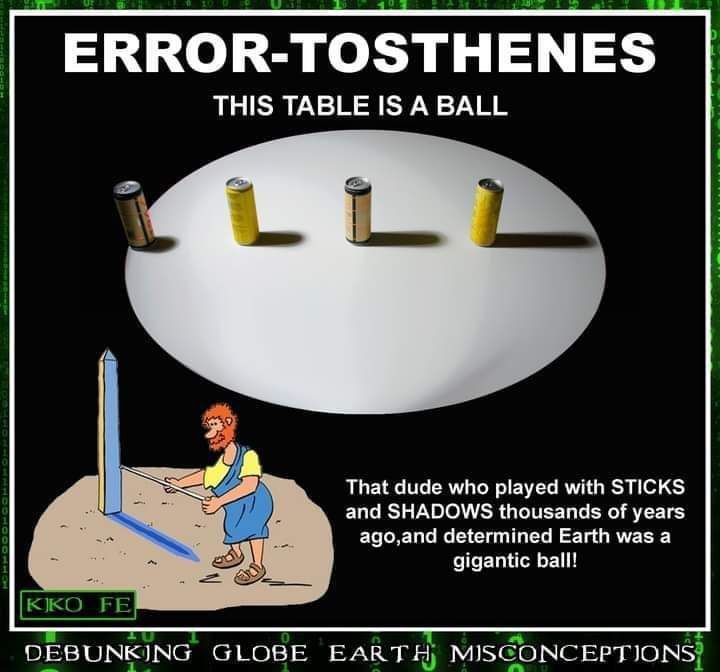 ERROR-TOSTHENES
THIS TABLE IS A BALL
That dude who played with STICKS
and SHADOWS thousands of years
ago,and determined Earth was a
gigantic ball!
KIKO FE
DEBUNKING GLOBE EARTH MISCONCEPTIONS